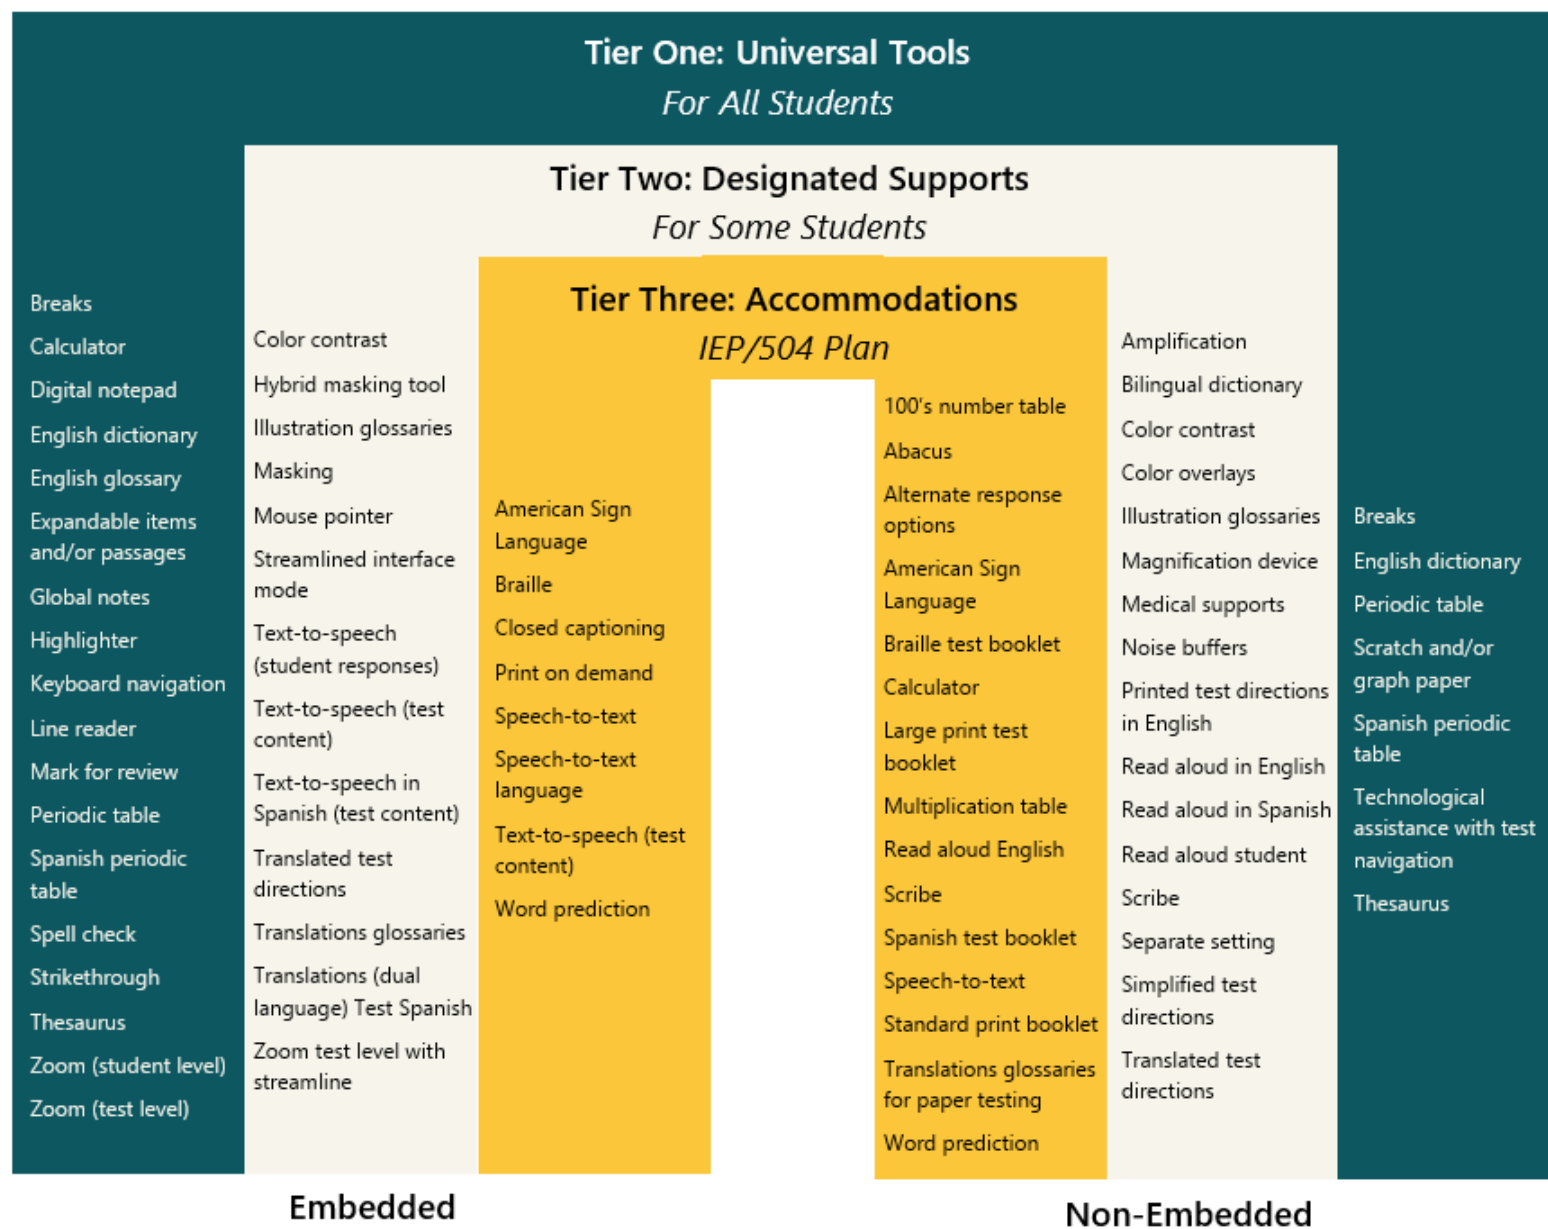 Tier One: Universal Tools
For All Students
Tier Two: Designated Supports
For Some Students
Tier Three: Accommodations
IEP/504 Plan
Breaks
Calculator
Digital notepad
English dictionary
English glossary
Expandable items
and/or passages
Global notes
Highlighter
Keyboard navigation
Line reader
Mark for review
Periodic table
Spanish periodic
table
Spell check
Strikethrough
Thesaurus
Zoom (student level)
Zoom (test level)
Color contrast
Hybrid masking tool
Illustration glossaries
Masking
Mouse pointer
Streamlined interface
mode
Text-to-speech
(student responses)
Text-to-speech (test
content)
Text-to-speech in
Spanish (test content)
Translated test
directions
Translations glossaries
Translations (dual
language) Test Spanish
Zoom test level with
streamline
American Sign
Language
Braille
Closed captioning
Print on demand
Speech-to-text
Speech-to-text
language
Text-to-speech (test
content)
Word prediction
100's number table
Abacus
Alternate response
options
American Sign
Language
Braille test booklet
Calculator
Large print test
booklet
Multiplication table
Read aloud English
Scribe
Spanish test booklet
Speech-to-text
Standard print booklet
Translations glossaries
for paper testing
Word prediction
Amplification
Bilingual dictionary
Color contrast
Color overlays
Illustration glossaries
Magnification device
Medical supports
Noise buffers
Printed test directions
in English
Read aloud in English
Read aloud in Spanish
Read aloud student
Scribe
Separate setting
Simplified test
directions
Translated test
directions
Breaks
English dictionary
Periodic table
Scratch and/or
graph paper
Spanish periodic
table
Technological
assistance with test
navigation
Thesaurus
Embedded
Non-Embedded